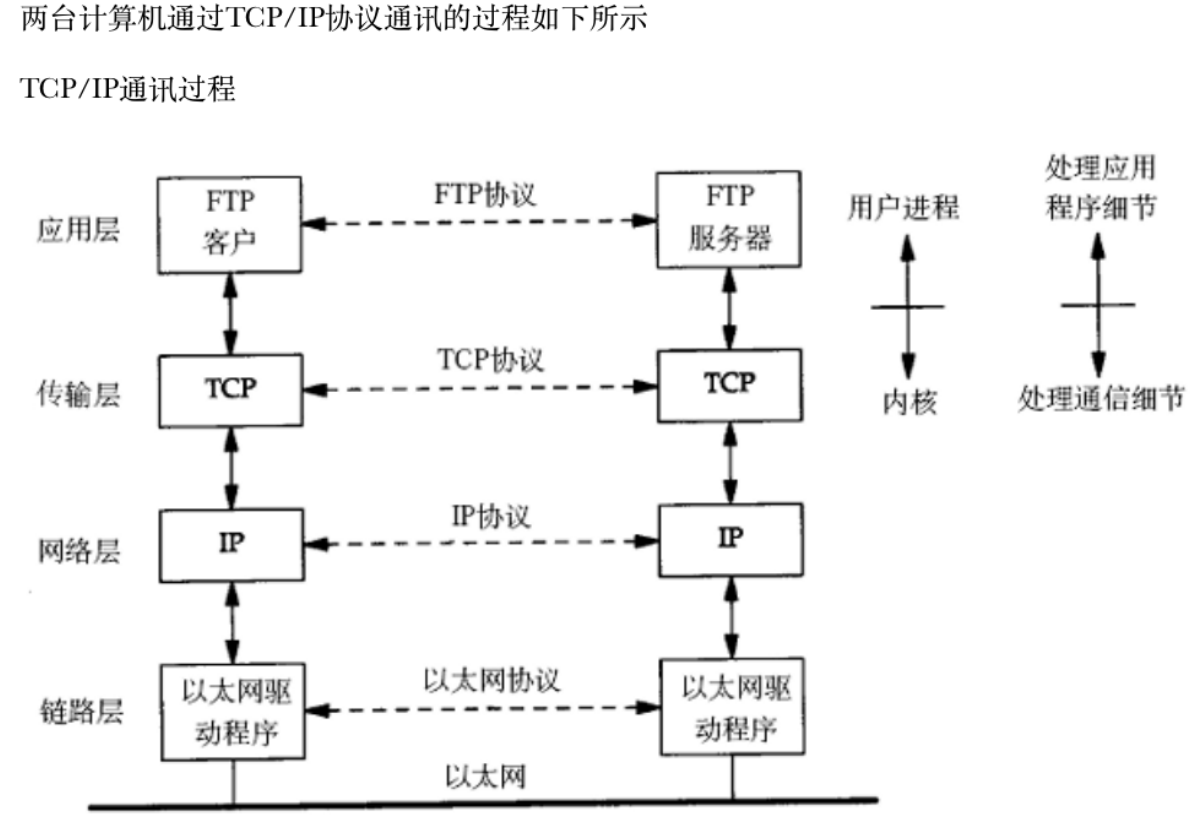 两台计算机通过TCP/IP协议通讯的过程如下所示
TCP/IP通讯过程
应用层
FTP
客户
FTP协议
FTP
服务器
用户进程
处理应用
程序细节
传输层
TCP
TCP协议
TCP
内核
处理通信细节
网络层
IP
IP协议
IP
链路层
以太网驱
动程序
以太网协议
以太网驱
动程序
以太网